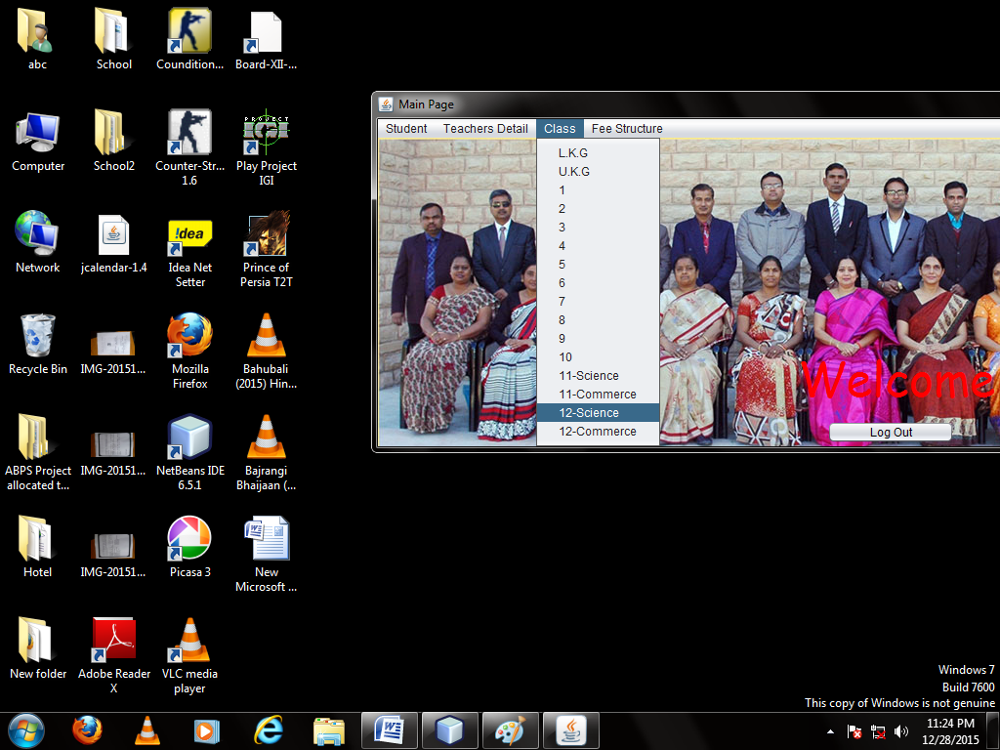 abc
School
Coundition...
Board-XII-...
Computer
School2
Counter-Str...
1.6
PROJECT
IGI
Play Project
IGI
Network
jcalendar-1.4
!dea
Idea Net
Setter
Prince of
Persia T2T
Recycle Bin
IMG-20151...
Mozilla
Firefox
Bahubali
(2015) Hin...
ABPS Project
allocated t...
IMG-20151...
NetBeans IDE
6.5.1
Bajrangi
Bhaijaan (...
Hotel
IMG-20151...
Picasa 3
New
Microsoft ...
New folder
Adobe Reader
X
VLC media
player
Main Page
Student Teachers Detail Class Fee Structure
L.K.G
U.K.G
1
2
3
4
5
6
7
8
9
10
11-Science
11-Commerce
12-Science
12-Commerce
Welcome
Log Out
Windows 7
Build 7600
This copy of Windows is not genuine
11:24 PM
12/28/2015